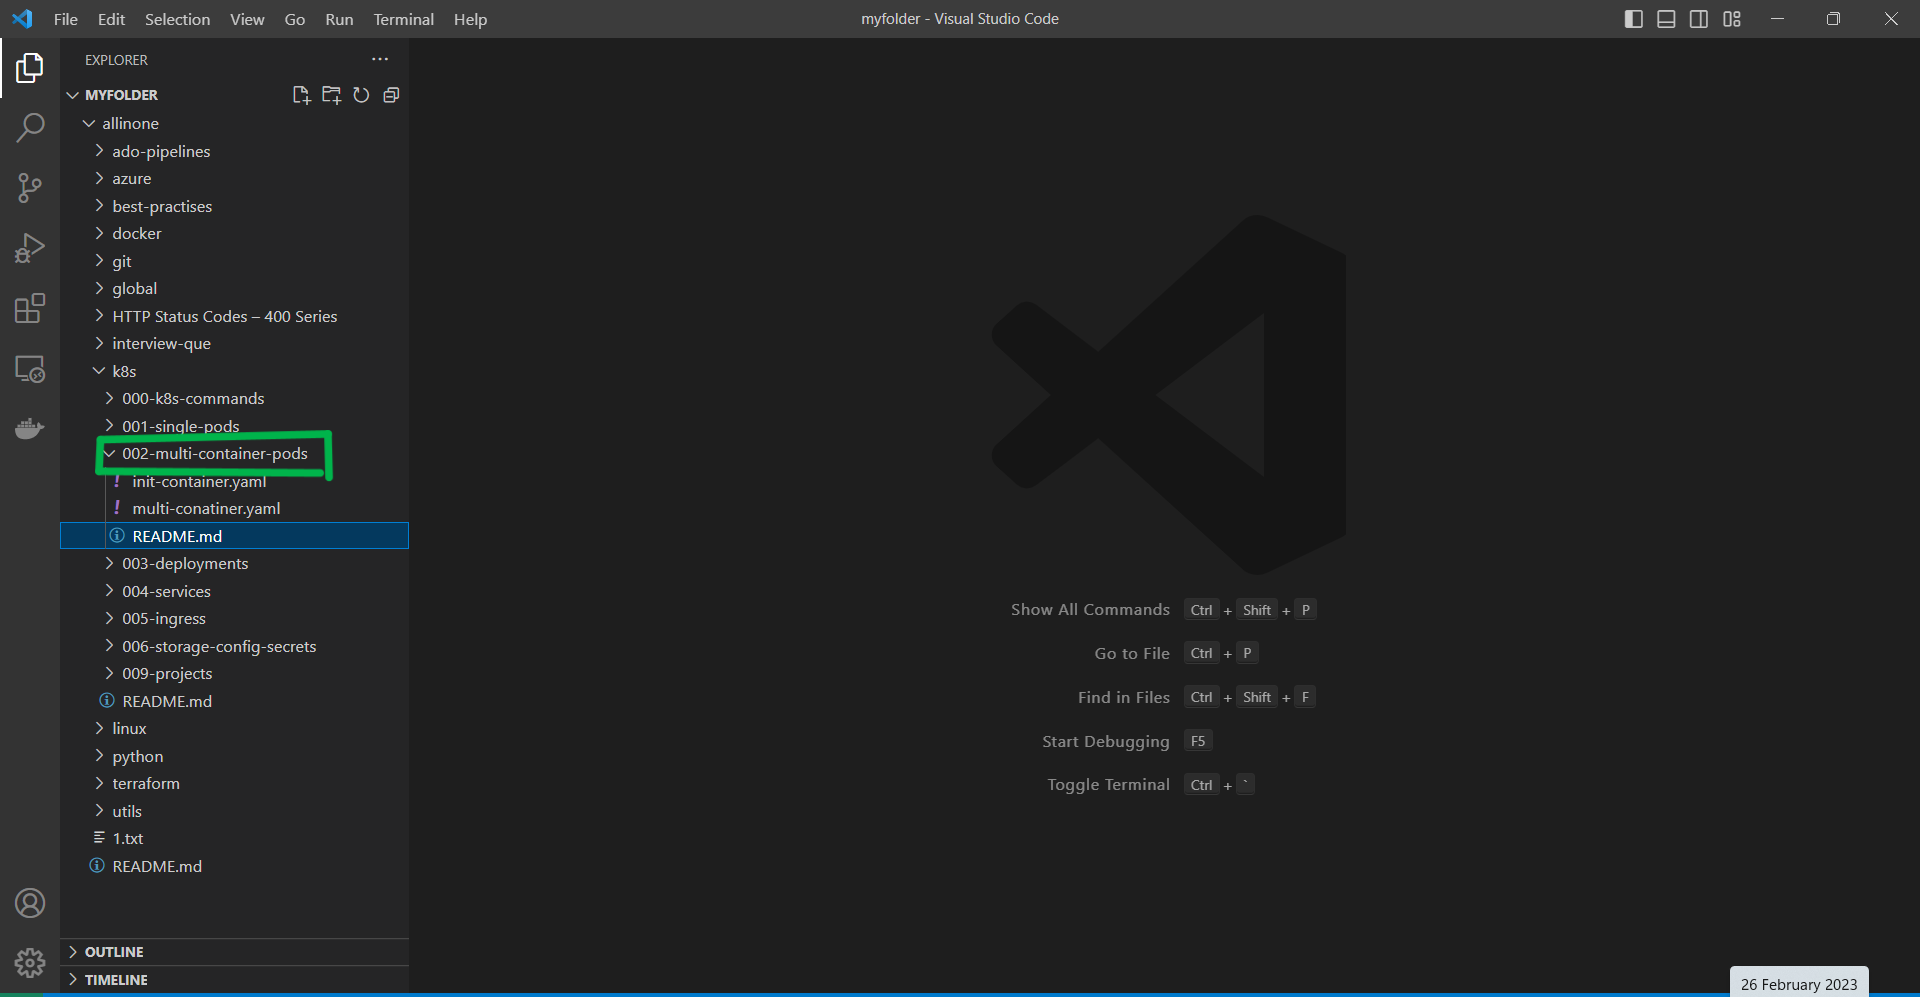 File Edit Selection View Go Run Terminal Help
myfolder - Visual Studio Code
EXPLORER
MYFOLDER
allinone
ado-pipelines
azure
best-practises
docker
git
global
HTTP Status Codes – 400 Series
interview-que
k8s
000-k8s-commands
001-single-pods
002-multi-container-pods
init-container.yaml
multi-conatiner.yaml
README.md
003-deployments
004-services
005-ingress
006-storage-config-secrets
009-projects
README.md
linux
python
terraform
utils
1.txt
README.md
OUTLINE
TIMELINE
Show All Commands Ctrl + Shift + P
Go to File Ctrl + P
Find in Files Ctrl + Shift + F
Start Debugging F5
Toggle Terminal Ctrl + `
26 February 2023